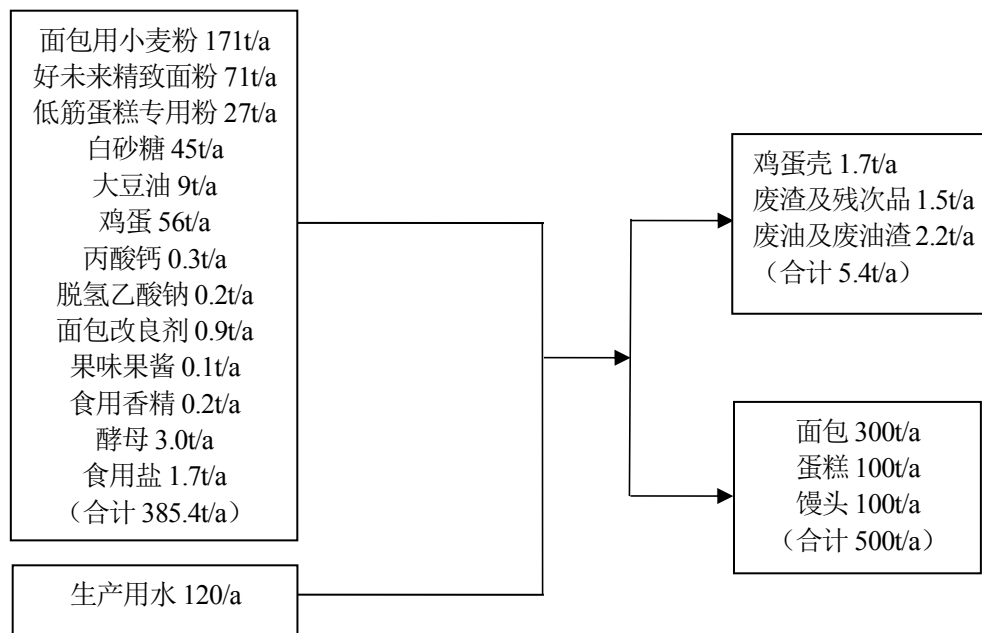 面包用小麦粉 171t/a
好未来精致面粉 71t/a
低筋蛋糕专用粉 27t/a
白砂糖 45t/a
大豆油 9t/a
鸡蛋 56t/a
丙酸钙 0.3t/a
脱氢乙酸钠 0.2t/a
面包改良剂 0.9t/a
果味果酱 0.1t/a
食用香精 0.2t/a
酵母 3.0t/a
食用盐 1.7t/a
（合计 385.4t/a）
生产用水 120/a
鸡蛋壳 1.7t/a
废渣及残次品 1.5t/a
废油及废油渣 2.2t/a
（合计 5.4t/a）
面包 300t/a
蛋糕 100t/a
馒头 100t/a
（合计 500t/a）